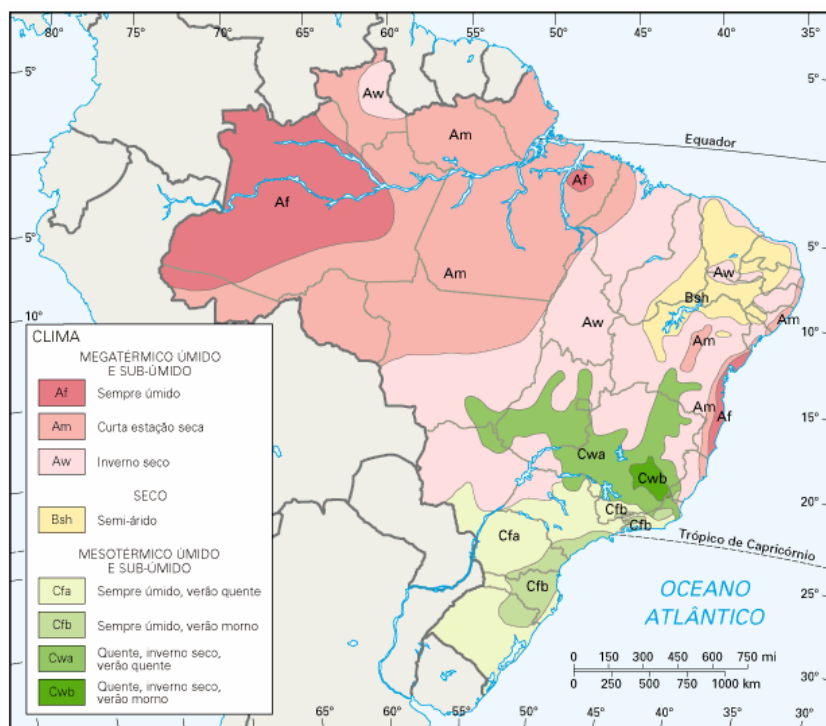 80° 75° 70° 65° 60° 55° 50° 45° 40° 35° 34°
5° 5°
Aw
Am
Equador
0°
Af
Af
5° 5°
Am
Aw
Bsh
Am
10° Aw 10°
Am
CLIMA
MEGATÉRMICO ÚMIDO
E SUB-ÚMIDO
Af Sempre úmido
Am Curta estação seca
Aw Inverno seco
SECO
Bsh Semi-árido
MESOTÉRMICO ÚMIDO
E SUB-ÚMIDO
Cfa Sempre úmido, verão quente
Cfb Sempre úmido, verão morno
Cwa Quente, inverno seco,
verão quente
Cwb Quente, inverno seco,
verão morno
Am
Af
15°
Cwa
Cwb
20°
Cfb
Cfb
Trópico de Capricórnio
Cfa
Cfb
OCEANO
ATLÂNTICO
25°
0 150 300 450 600 750 mi
0 250 500 750 1000 km
30°
65° 60° 55° 50° 45° 40° 35° 30°